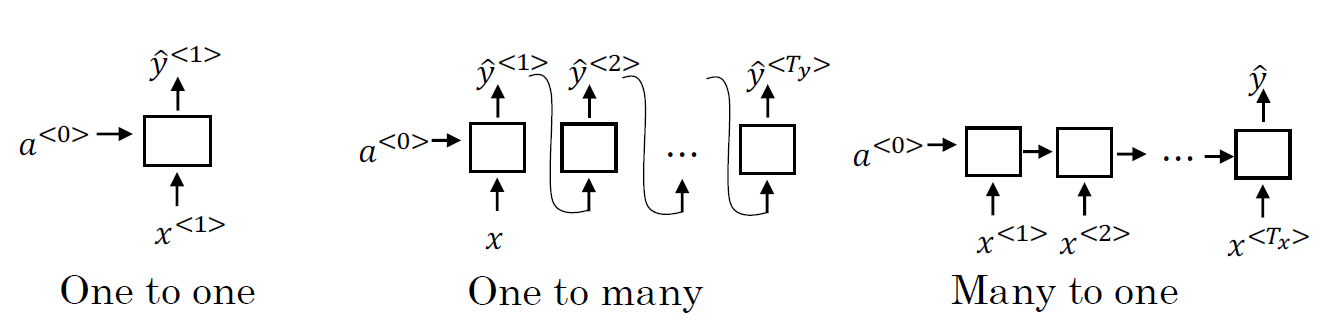 ŷ<1>
a<0>
x<1>
One to one
ŷ<1> ŷ<2> ŷ<Ty>
a<0>
...
x
One to many
ŷ
a<0>
...
x<1> x<2> x<Tx>
Many to one